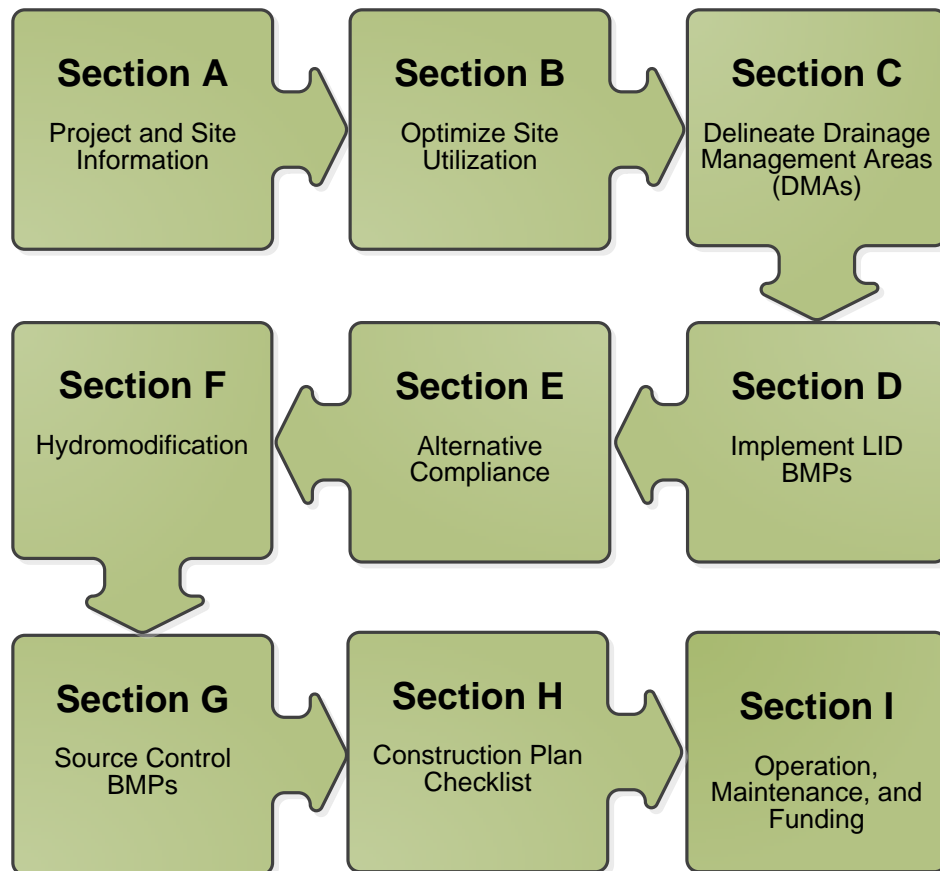 Section A
Project and Site
Information
Section B
Optimize Site
Utilization
Section C
Delineate Drainage
Management Areas
(DMAs)
Section D
Implement LID
BMPs
Section E
Alternative
Compliance
Section F
Hydromodification
Section G
Source Control
BMPs
Section H
Construction Plan
Checklist
Section I
Operation,
Maintenance, and
Funding